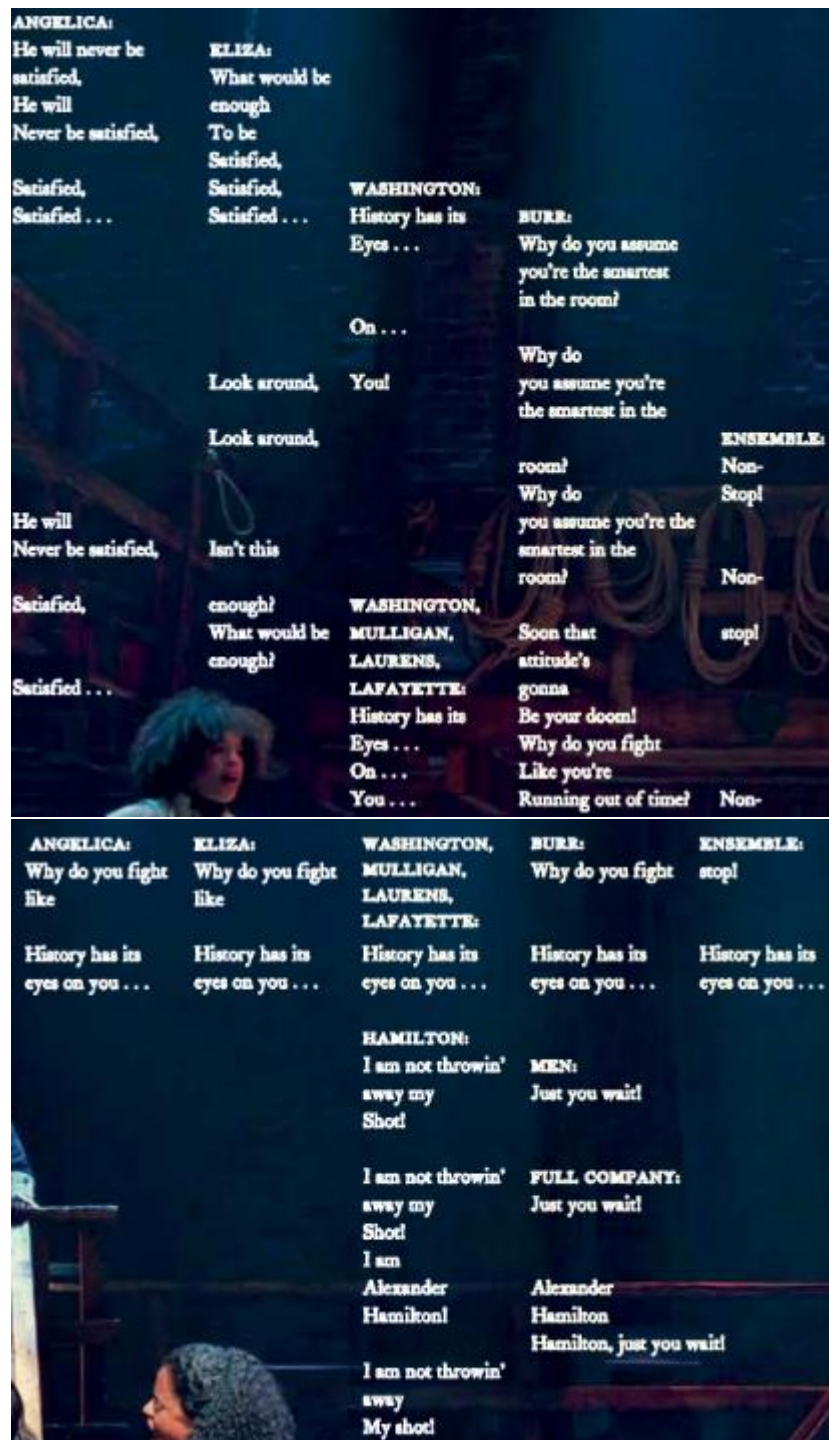 ANGELICA:
He will never be
satisfied,
He will
Never be satisfied,
Satisfied,
Satisfied . . .
He will
Never be satisfied,
Satisfied,
Satisfied . . .
ELIZA:
What would be
enough
To be
Satisfied,
Satisfied,
Satisfied . . .
Look around,
Look around,
Isn't this
enough?
What would be
enough?
WASHINGTON:
History has its
Eyes . . .
On . . .
You!
WASHINGTON,
MULLIGAN,
LAURENS,
LAFAYETTE:
History has its
Eyes . . .
On . . .
You . . .
BURR:
Why do you assume
you're the smartest
in the room?
Why do
you assume you're
the smartest in the
room?
Why do
you assume you're the
smartest in the
room?
Soon that
attitude's
gonna
Be your doom!
Why do you fight
Like you're
Running out of time?
ENSEMBLE:
Non-
Stop!
Non-
stop!
Non-
ANGELICA:
Why do you fight
like
History has its
eyes on you . . .
ELIZA:
Why do you fight
like
History has its
eyes on you . . .
WASHINGTON,
MULLIGAN,
LAURENS,
LAFAYETTE:
History has its
eyes on you . . .
BURR:
Why do you fight
History has its
eyes on you . . .
ENSEMBLE:
stop!
History has its
eyes on you . . .
HAMILTON:
I am not throwin'
away my
Shot!
I am not throwin'
away my
Shot!
I am
Alexander
Hamilton!
I am not throwin'
away
My shot!
MEN:
Just you wait!
FULL COMPANY:
Just you wait!
Alexander
Hamilton
Hamilton, just you wait!